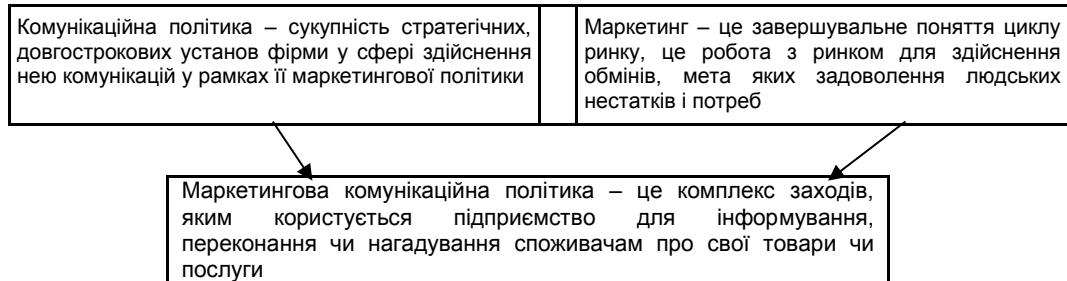 Комунікаційна політика – сукупність стратегічних,
довгострокових установ фірми у сфері здійснення
нею комунікацій у рамках її маркетингової політики
Маркетинг – це завершувальне поняття циклу
ринку, це робота з ринком для здійснення
обмінів, мета яких задоволення людських
нестатків і потреб
Маркетингова комунікаційна політика – це комплекс заходів,
яким користується підприємство для інформування,
переконання чи нагадування споживачам про свої товари чи
послуги